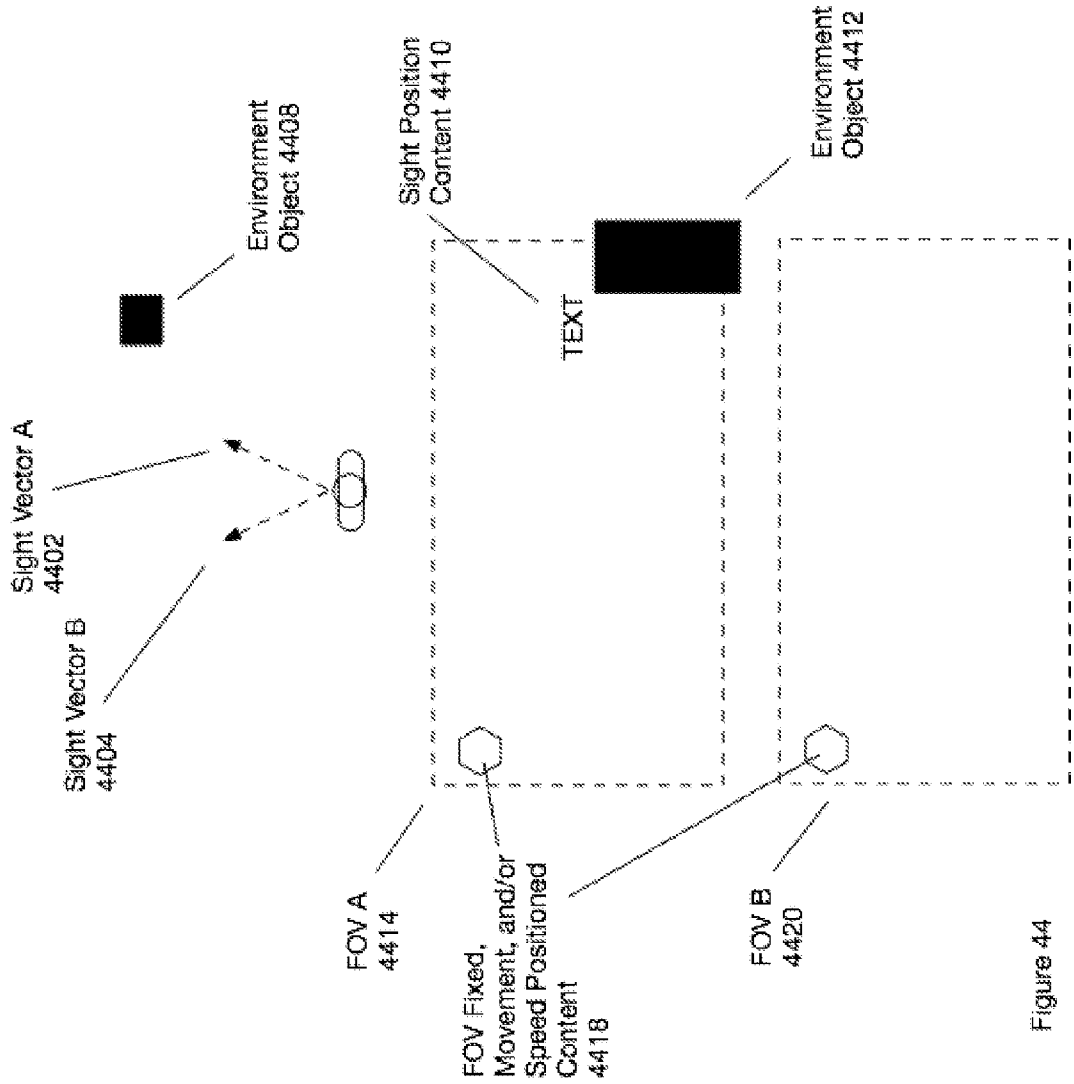 Sight Vector A
4402
Sight Vector B
4404
Environment
Object 4408
FOV A
4414
Sight Position
Content 4410
TEXT
FOV Fixed,
Movement, and/or
Speed Positioned
Content
4418
Environment
Object 4412
FOV B
4420
Figure 44